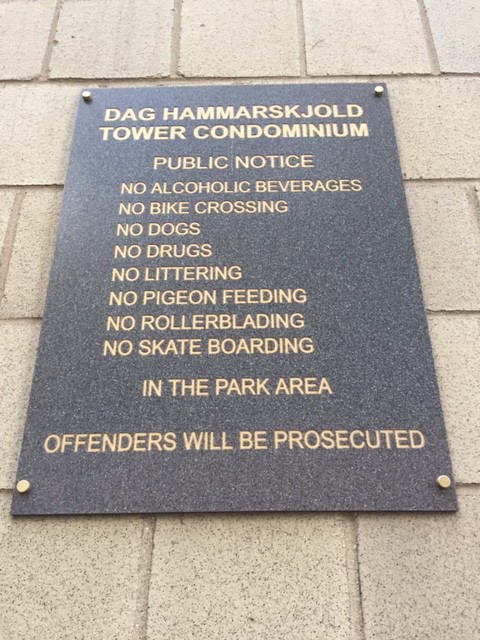 DAG HAMMARSKJOLD
TOWER CONDOMINIUM
PUBLIC NOTICE
NO ALCOHOLIC BEVERAGES
NO BIKE CROSSING
NO DOGS
NO DRUGS
NO LITTERING
NO PIGEON FEEDING
NO ROLLERBLADING
NO SKATE BOARDING
IN THE PARK AREA
OFFENDERS WILL BE PROSECUTED